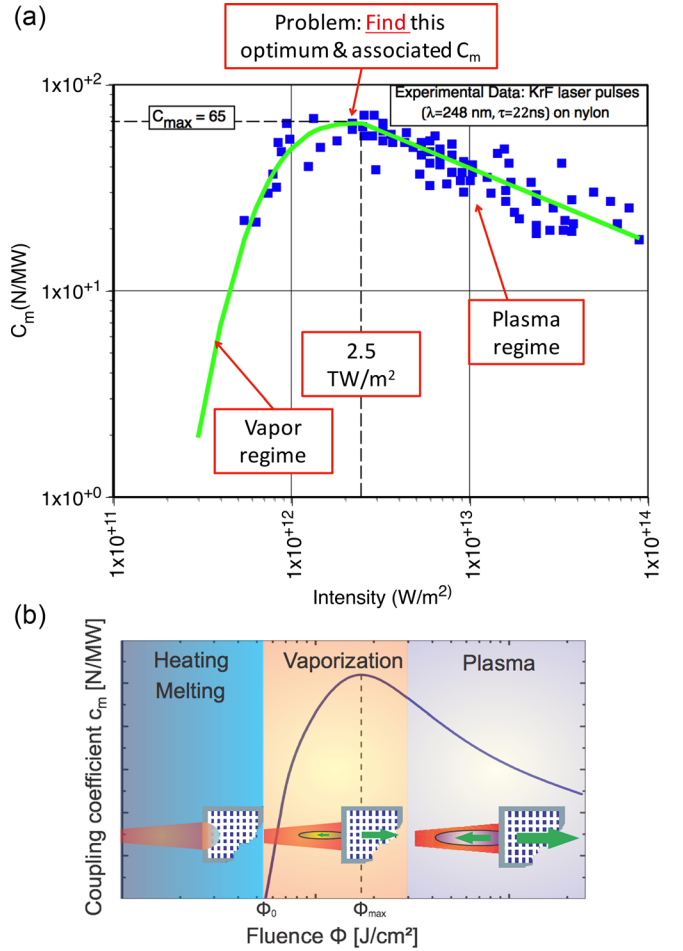 (a)
Problem: Find this
optimum & associated Cm
1x10+2
Cmax = 65
Experimental Data: KrF laser pulses
(λ=248 nm, τ=22ns) on nylon
Cm(N/MW)
1x10+1
2.5
TW/m2
Plasma
regime
Vapor
regime
1x10+0
1x10+11
1x10+12
1x10+13
1x10+14
Intensity (W/m2)
(b)
Coupling coefficient cm [N/MW]
Heating
Melting
Vaporization
Plasma
Φ0
Φmax
Fluence Φ [J/cm²]